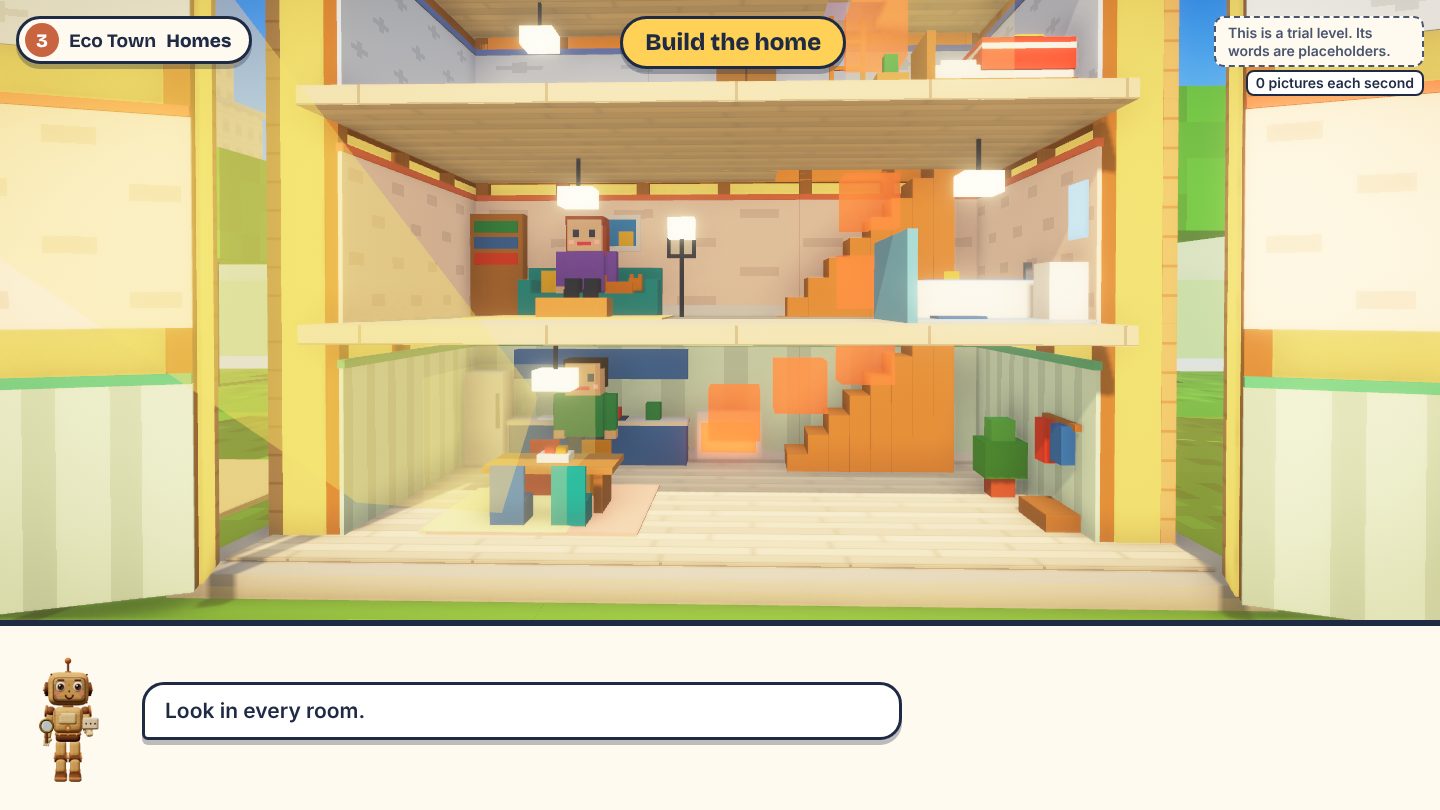 3 Eco Town Homes
Build the home
This is a trial level. Its
words are placeholders.
0 pictures each second
Look in every room.